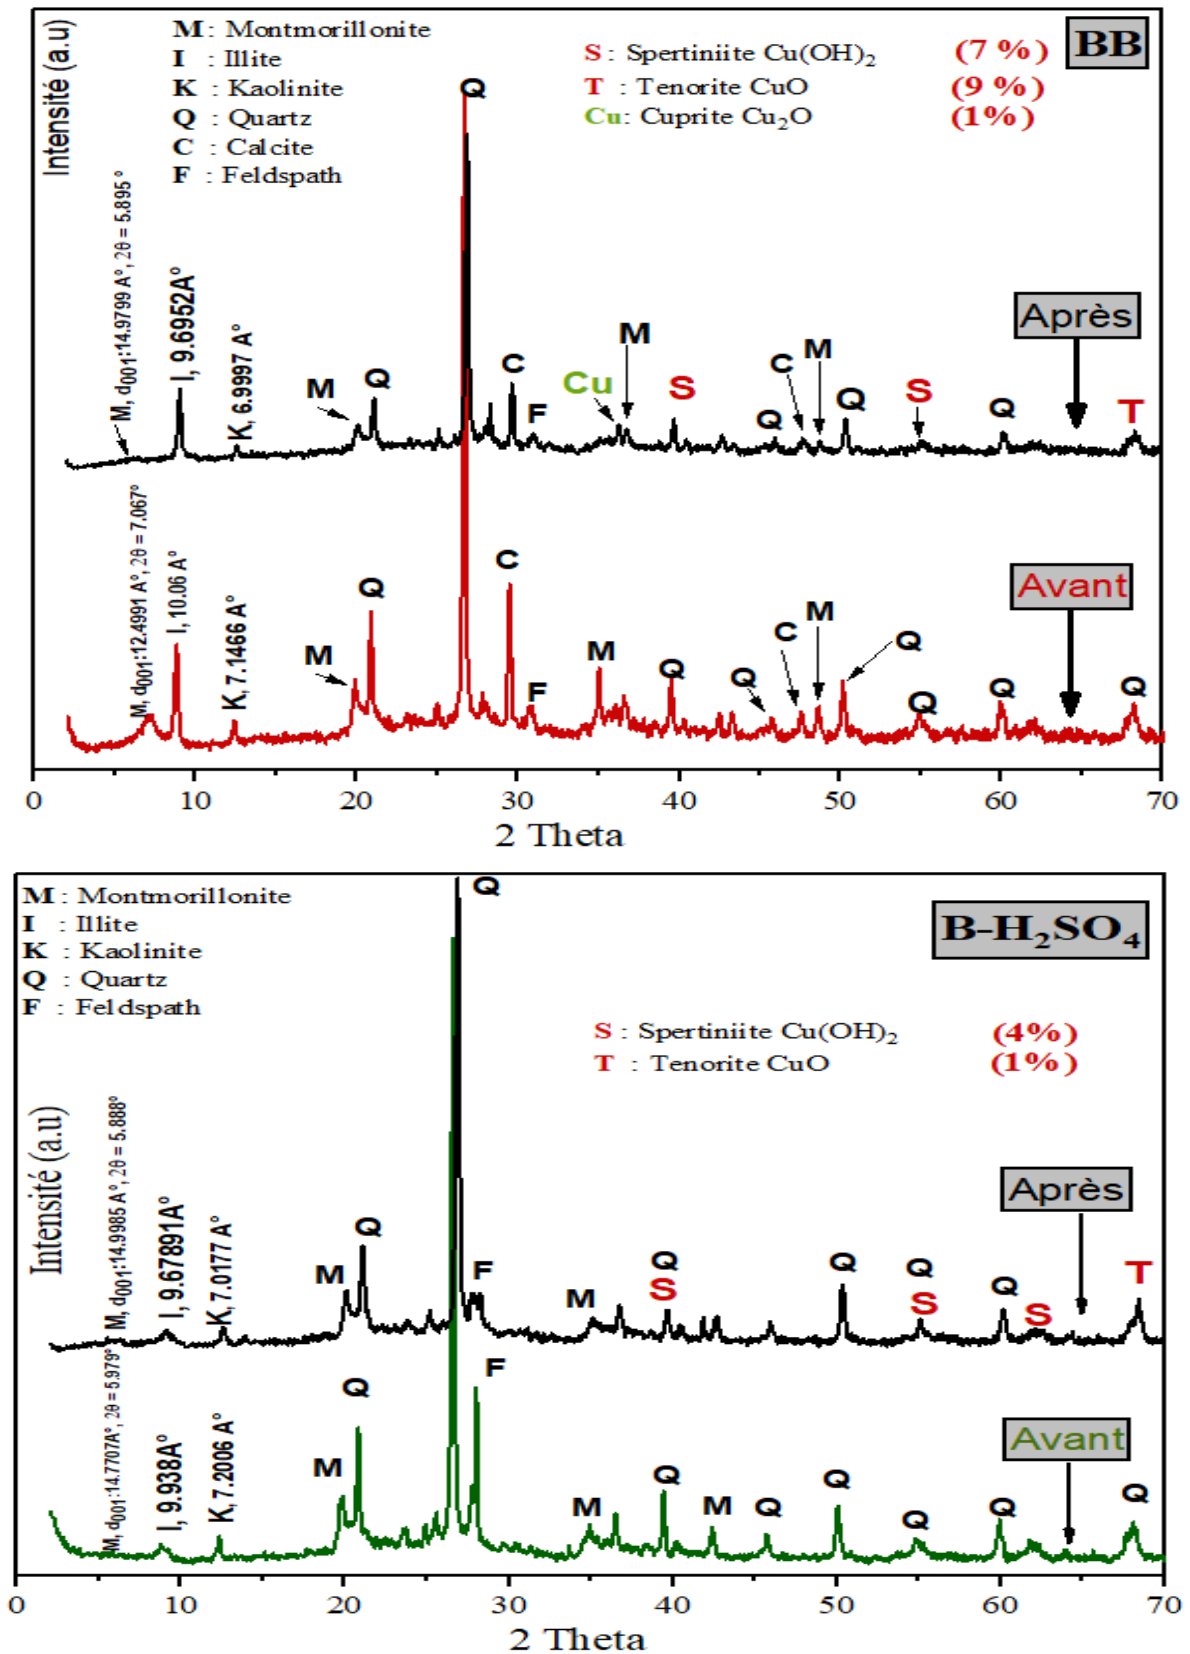 M : Montmorillonite
I : Illite
K : Kaolinite
Q : Quartz
C : Calcite
F : Feldspath
S : Spertiniite Cu(OH)₂ (7 %)
T : Tenorite CuO (9 %)
Cu: Cuprite Cu₂O (1%)
BB
Intensité (a.u)
M, d001:14.9799 A°, 2θ = 5.895 °
I, 9.6952A°
K, 6.9997 A°
M
Q
Q
C
F
Cu
M
S
Q
C
M
Q
S
Q
T
Après
M, d001:12.4991 A°, 2θ = 7.067°
I, 10.06 A°
K, 7.1466 A°
M
Q
C
F
M
Q
Q
C
M
Q
Q
Q
Q
Avant
0 10 20 30 40 50 60 70
2 Theta
M : Montmorillonite
I : Illite
K : Kaolinite
Q : Quartz
F : Feldspath
S : Spertiniite Cu(OH)₂ (4%)
T : Tenorite CuO (1%)
B-H₂SO₄
Intensité (a.u)
M, d001:14.9985 A°, 2θ = 5.888°
I, 9.67891A°
K, 7.0177 A°
M
Q
Q
F
M
Q
S
Q
Q
S
Q
S
T
Après
M, d001:14.7707A°, 2θ = 5.979°
I, 9.938A°
K, 7.2006 A°
M
Q
F
M
Q
M
Q
Q
Q
Q
Q
Avant
0 10 20 30 40 50 60 70
2 Theta